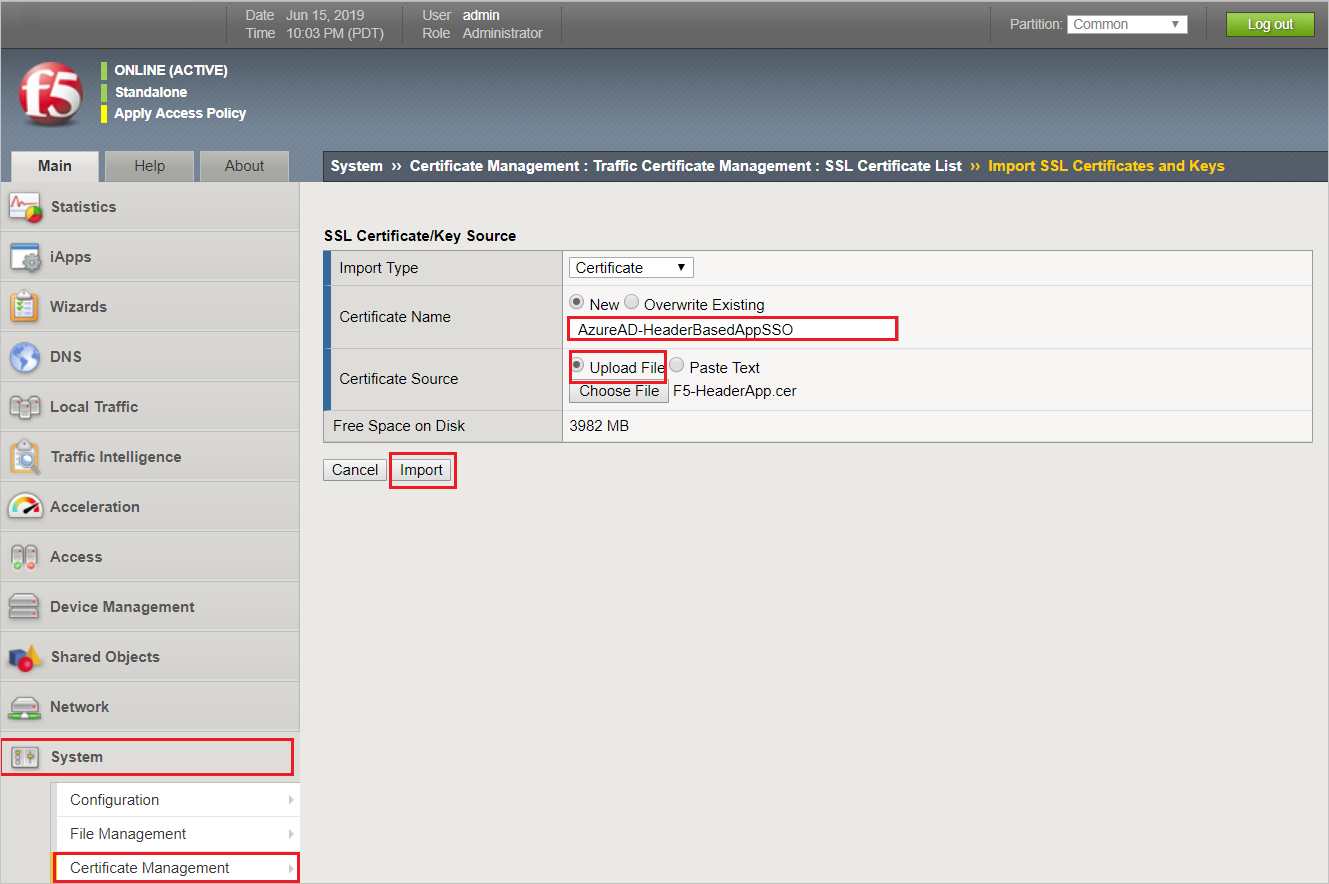 Date Jun 15, 2019
Time 10:03 PM (PDT)
User admin
Role Administrator
Partition: Common
Log out
f5
ONLINE (ACTIVE)
Standalone
Apply Access Policy
Main Help About
System ›› Certificate Management : Traffic Certificate Management : SSL Certificate List ›› Import SSL Certificates and Keys
Statistics
iApps
Wizards
DNS
Local Traffic
Traffic Intelligence
Acceleration
Access
Device Management
Shared Objects
Network
System
Configuration
File Management
Certificate Management
SSL Certificate/Key Source
Import Type Certificate
Certificate Name New Overwrite Existing
AzureAD-HeaderBasedAppSSO
Certificate Source Upload File Paste Text
Choose File F5-HeaderApp.cer
Free Space on Disk 3982 MB
Cancel Import